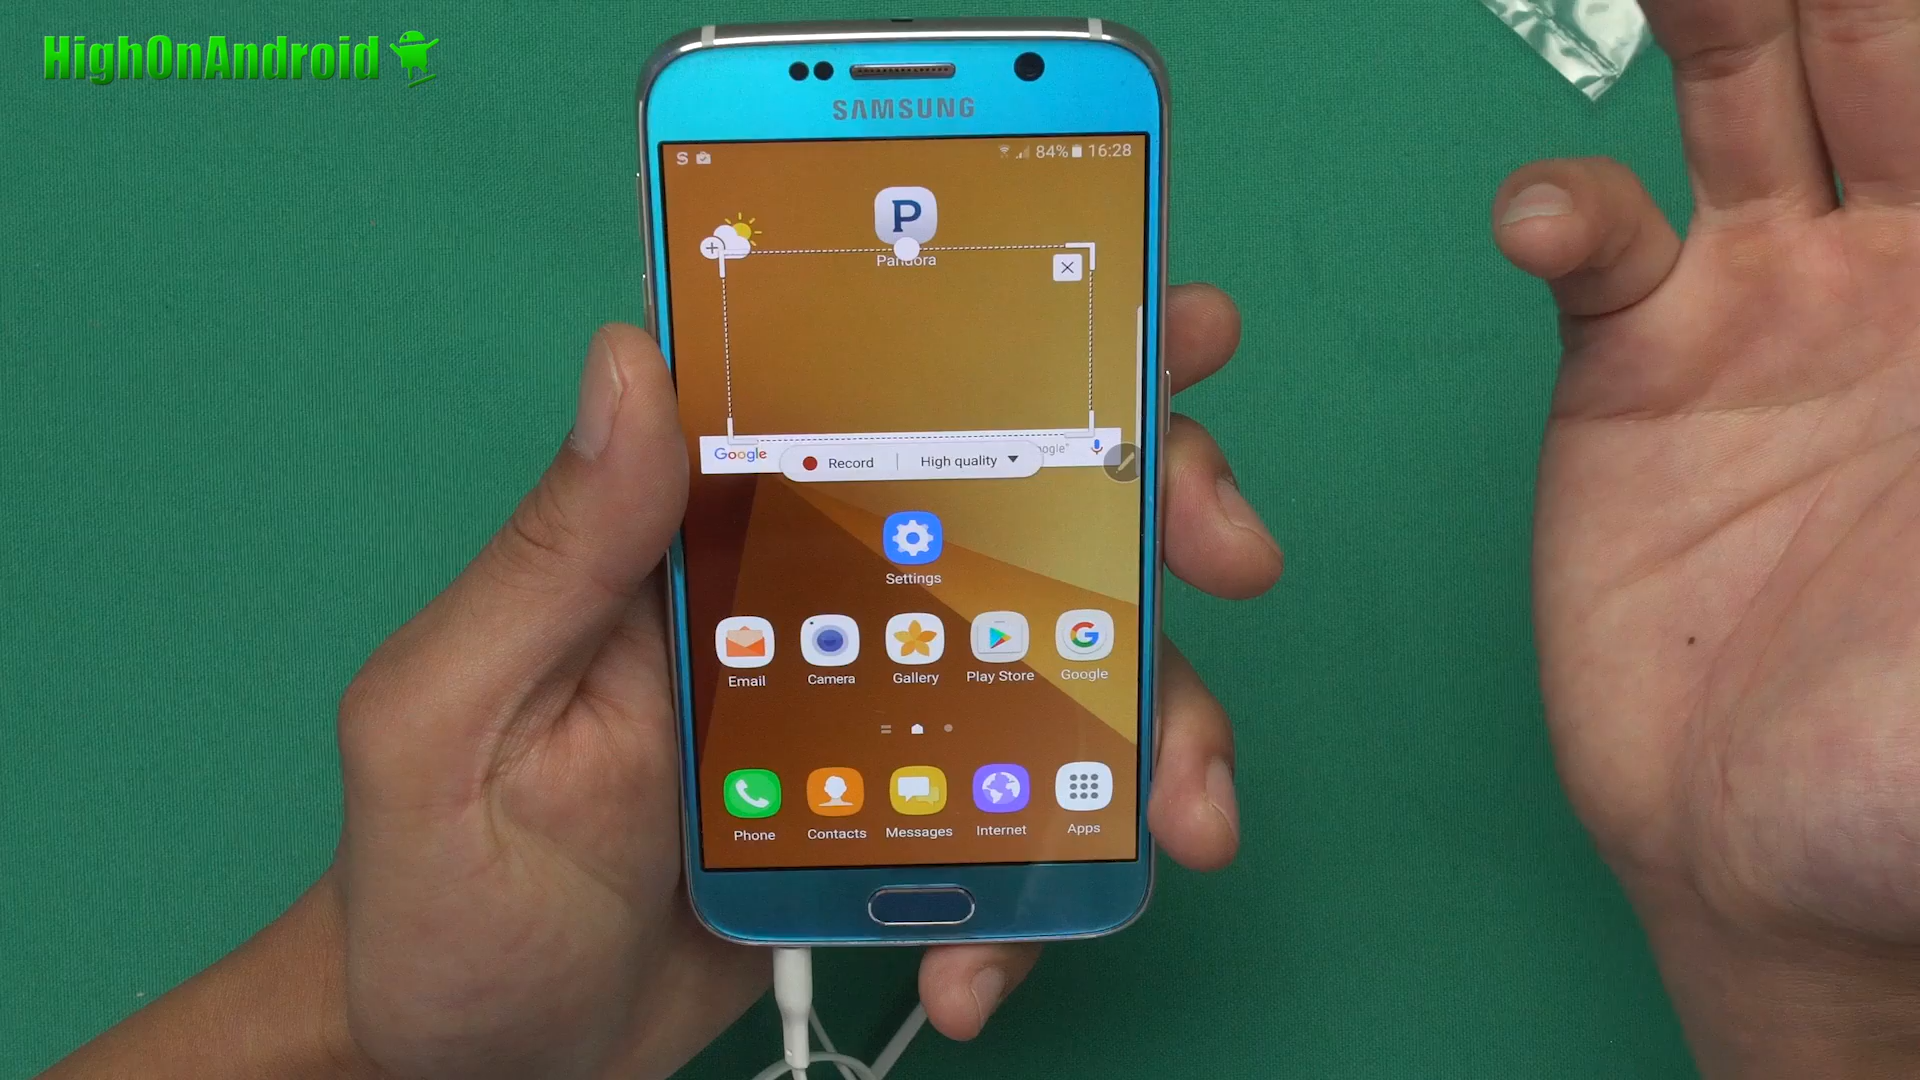 HighOnAndroid
SAMSUNG
S 84% 16:28
P
Pandora
Google
Record High quality
Settings
Email Camera Gallery Play Store Google
Phone Contacts Messages Internet Apps